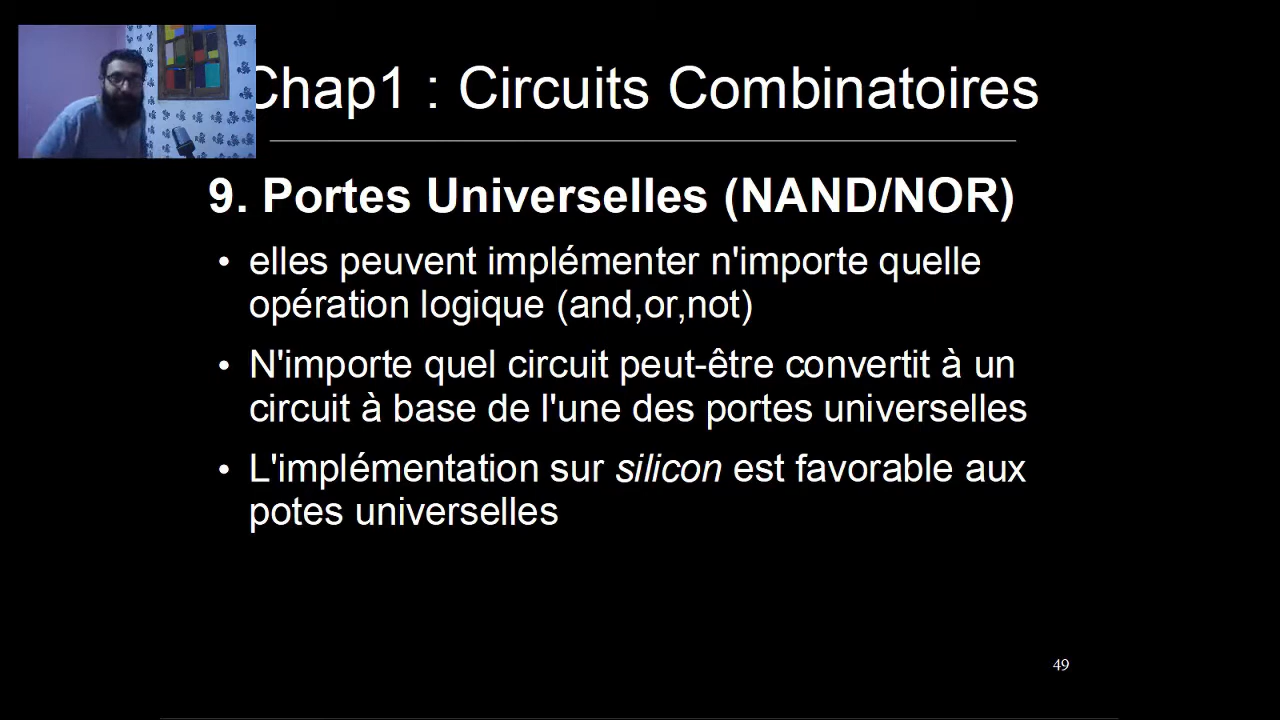 Chap1 : Circuits Combinatoires
9. Portes Universelles (NAND/NOR)
• elles peuvent implémenter n'importe quelle
opération logique (and,or,not)
• N'importe quel circuit peut-être convertit à un
circuit à base de l'une des portes universelles
• L'implémentation sur silicon est favorable aux
potes universelles
49